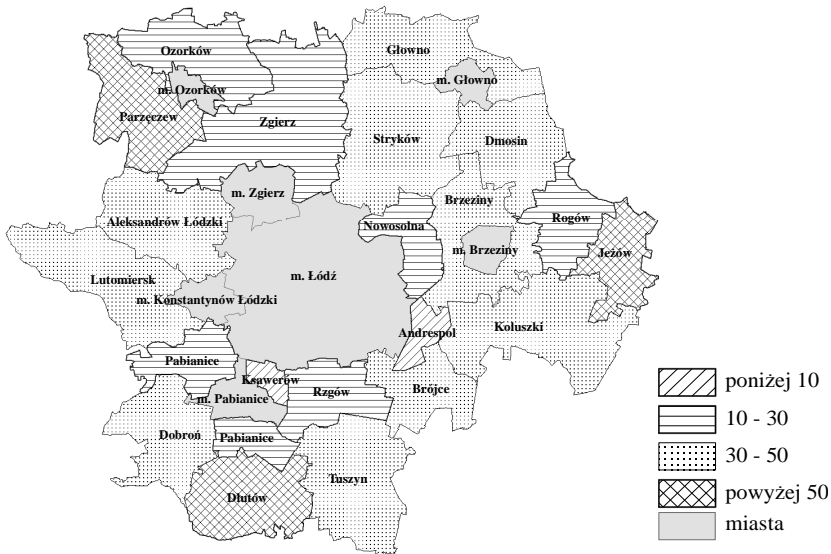 Ozorków
Głowno
m. Ozorków
m. Głowno
Parzęczew
Zgierz
Stryków
Dmosin
m. Zgierz
Brzeziny
Aleksandrów Łódzki
Nowosolna
Rogów
m. Brzeziny
Jeżów
Lutomiersk
m. Łódź
m. Konstantynów Łódzki
Andrespol
Koluszki
Pabianice
Ksawerów
Rzgów
Brójce
m. Pabianice
Dobroń
Pabianice
Tuszyn
Dłutów
poniżej 10
10 - 30
30 - 50
powyżej 50
miasta